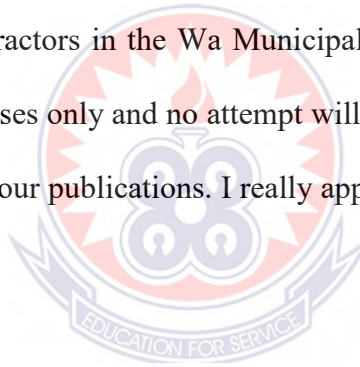 ractors in the Wa Municipal
ses only and no attempt will
our publications. I really app
EDUCATION FOR SERVICE